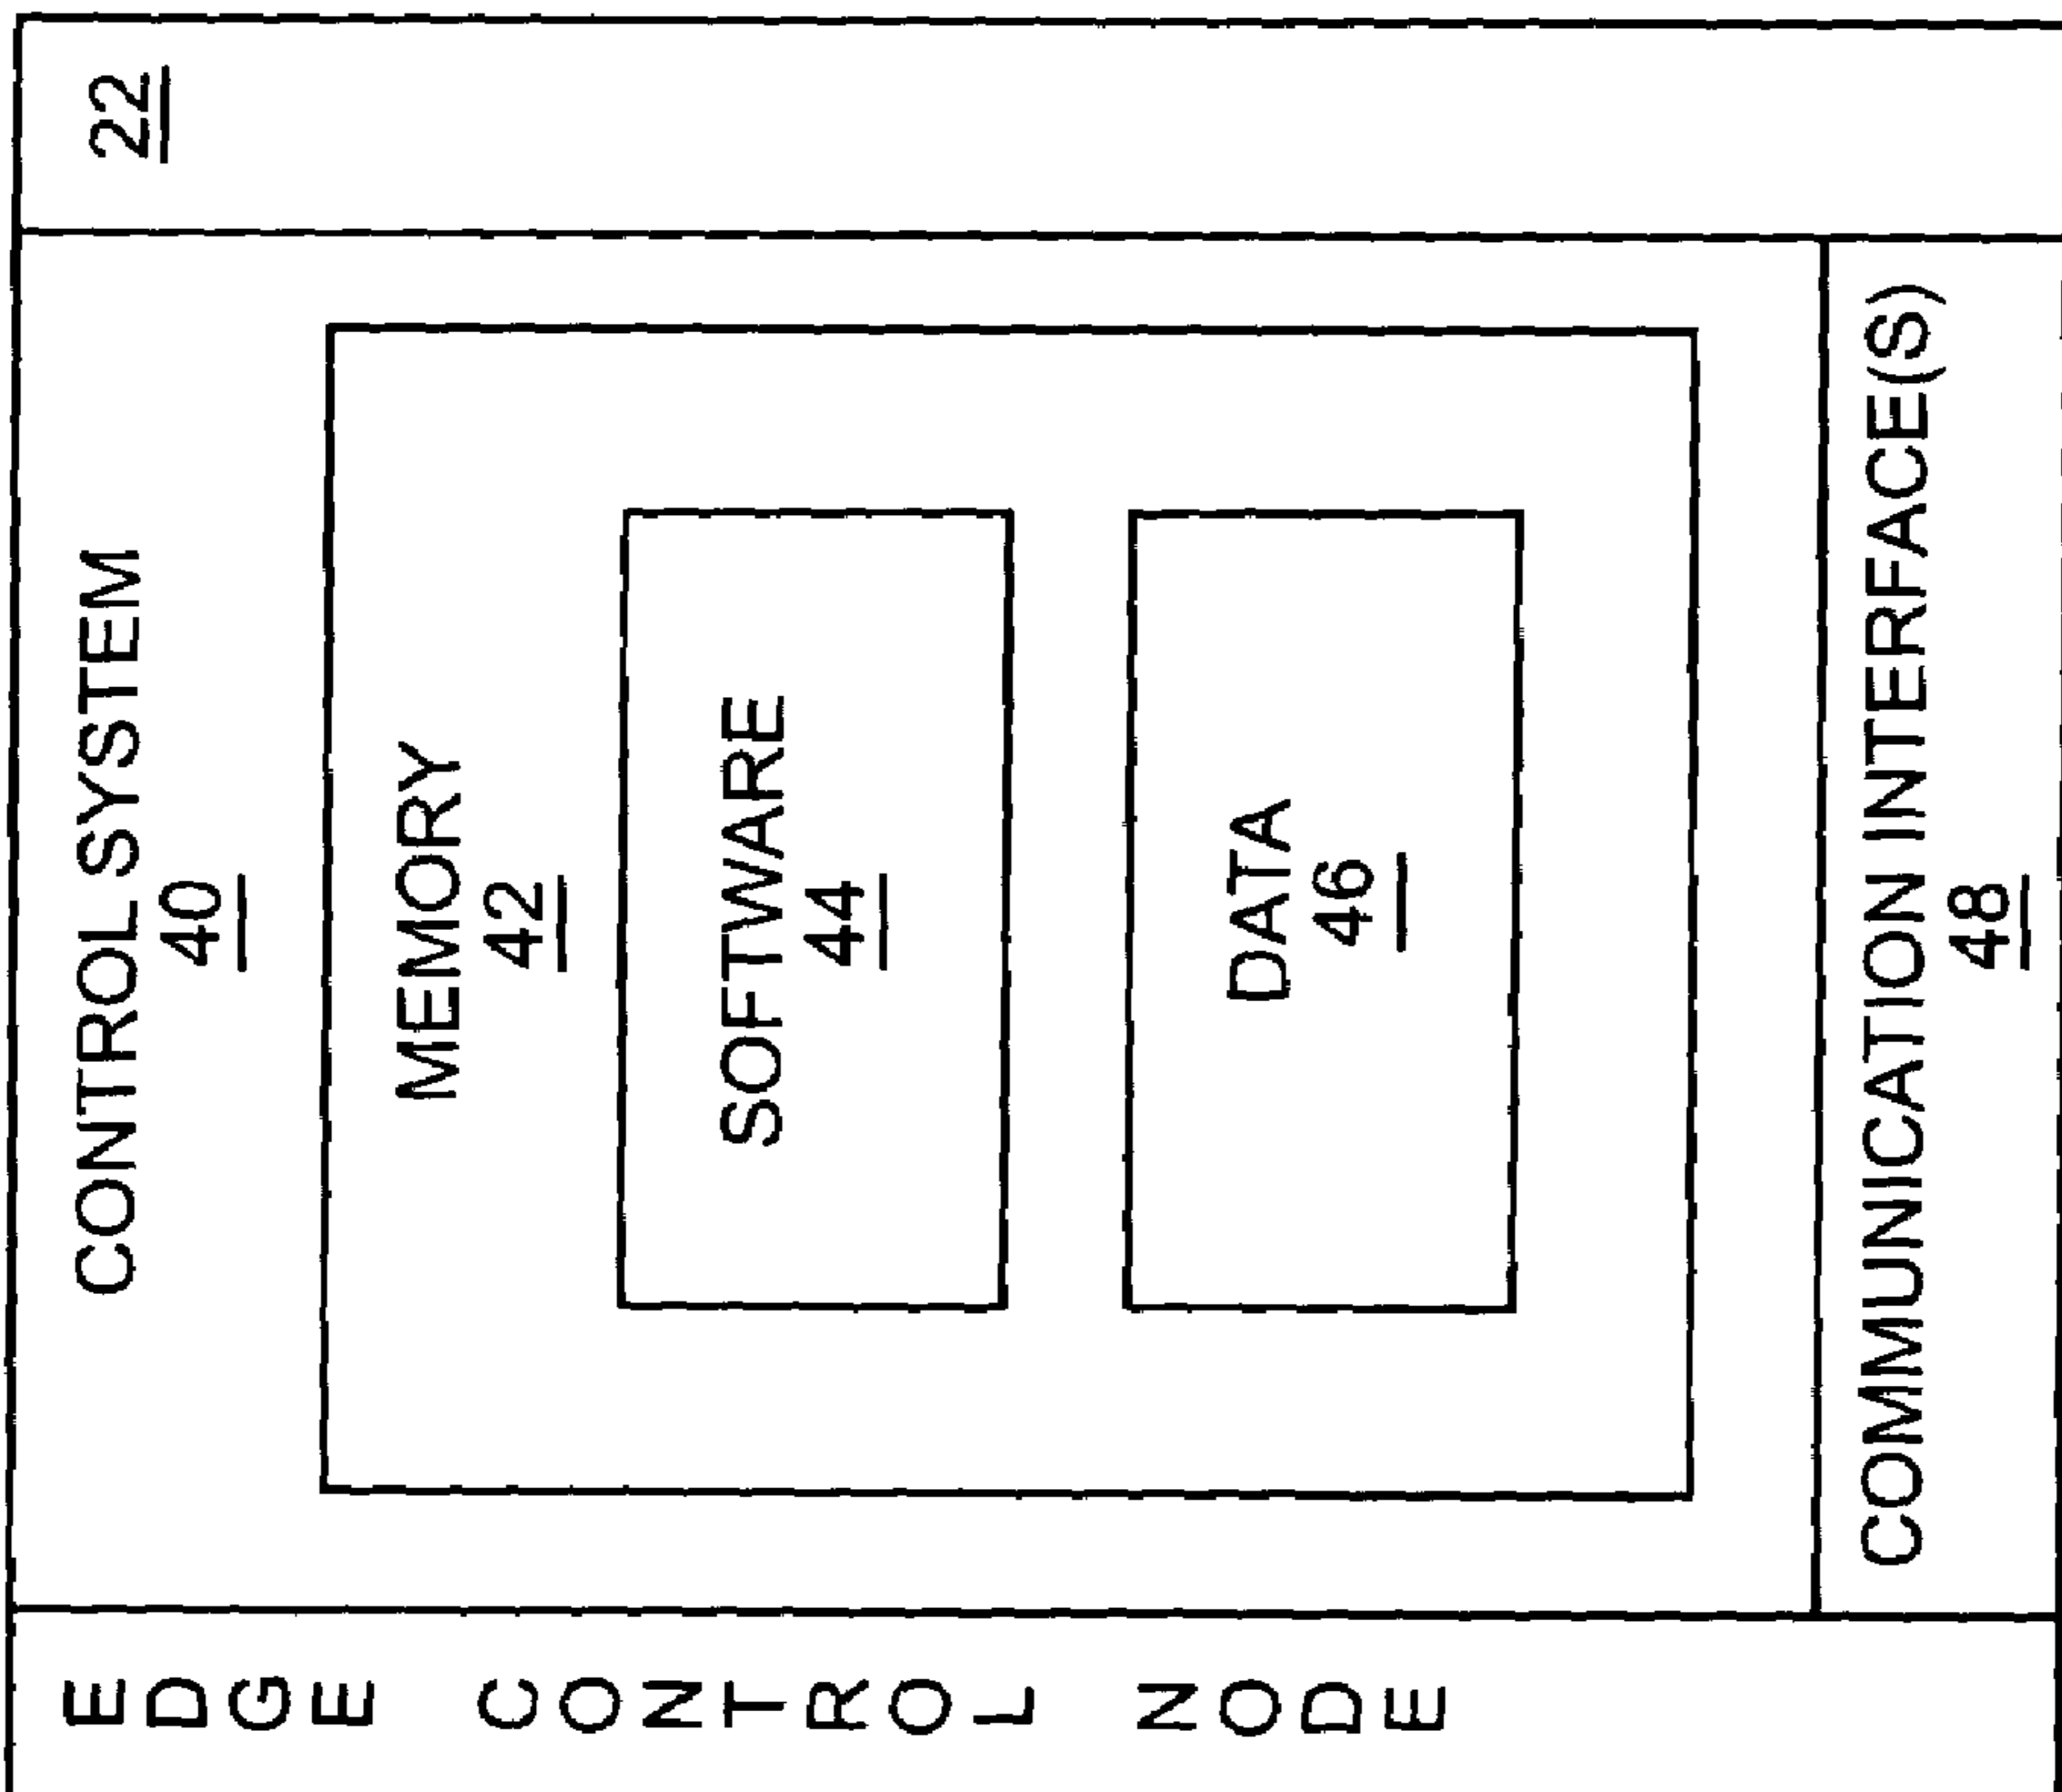 EDGE CONTROL NODE
22
CONTROL SYSTEM
40
MEMORY
42
SOFTWARE
44
DATA
46
COMMUNICATION INTERFACE(S)
48